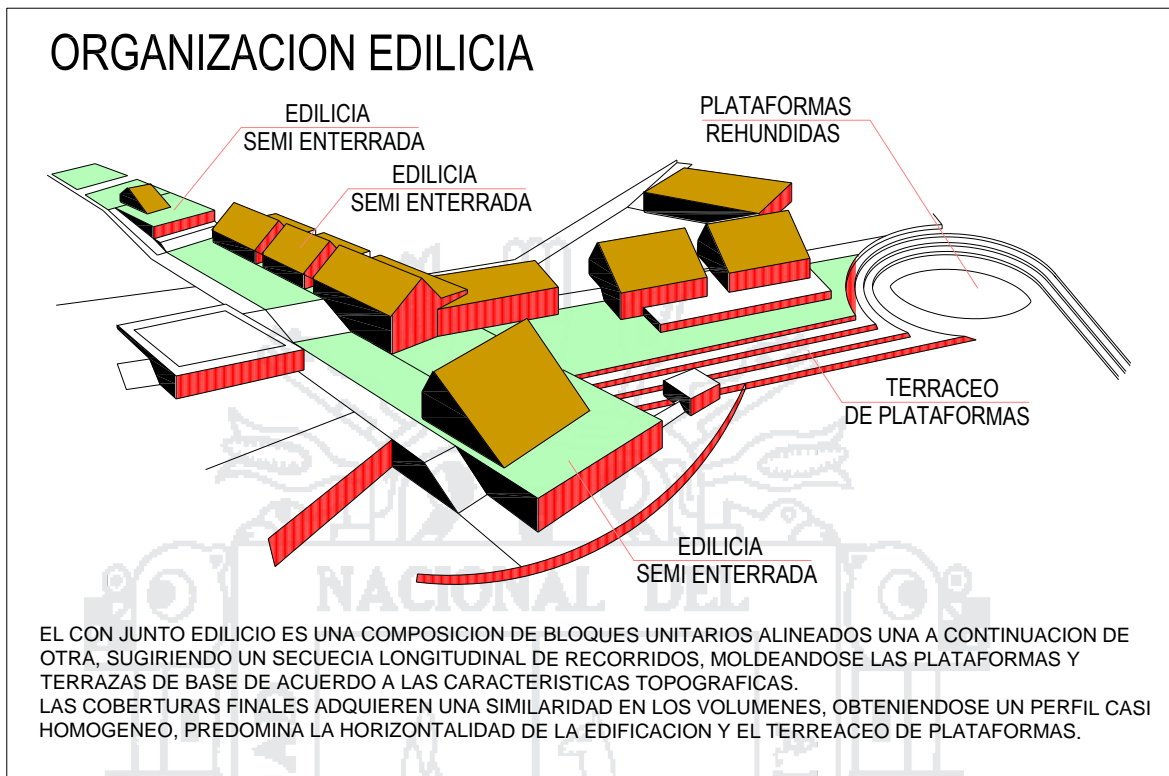 ORGANIZACION EDILICIA
EDILICIA
SEMI ENTERRADA
EDILICIA
SEMI ENTERRADA
PLATAFORMAS
REHUNDIDAS
TERRACEO
DE PLATAFORMAS
EDILICIA
SEMI ENTERRADA
NACIONAL DEL
EL CON JUNTO EDILICIO ES UNA COMPOSICION DE BLOQUES UNITARIOS ALINEADOS UNA A CONTINUACION DE
OTRA, SUGIRIENDO UN SECUECIA LONGITUDINAL DE RECORRIDOS, MOLDEANDOSE LAS PLATAFORMAS Y
TERRAZAS DE BASE DE ACUERDO A LAS CARACTERISTICAS TOPOGRAFICAS.
LAS COBERTURAS FINALES ADQUIEREN UNA SIMILARIDAD EN LOS VOLUMENES, OBTENIENDOSE UN PERFIL CASI
HOMOGENEO, PREDOMINA LA HORIZONTALIDAD DE LA EDIFICACION Y EL TERREACEO DE PLATAFORMAS.